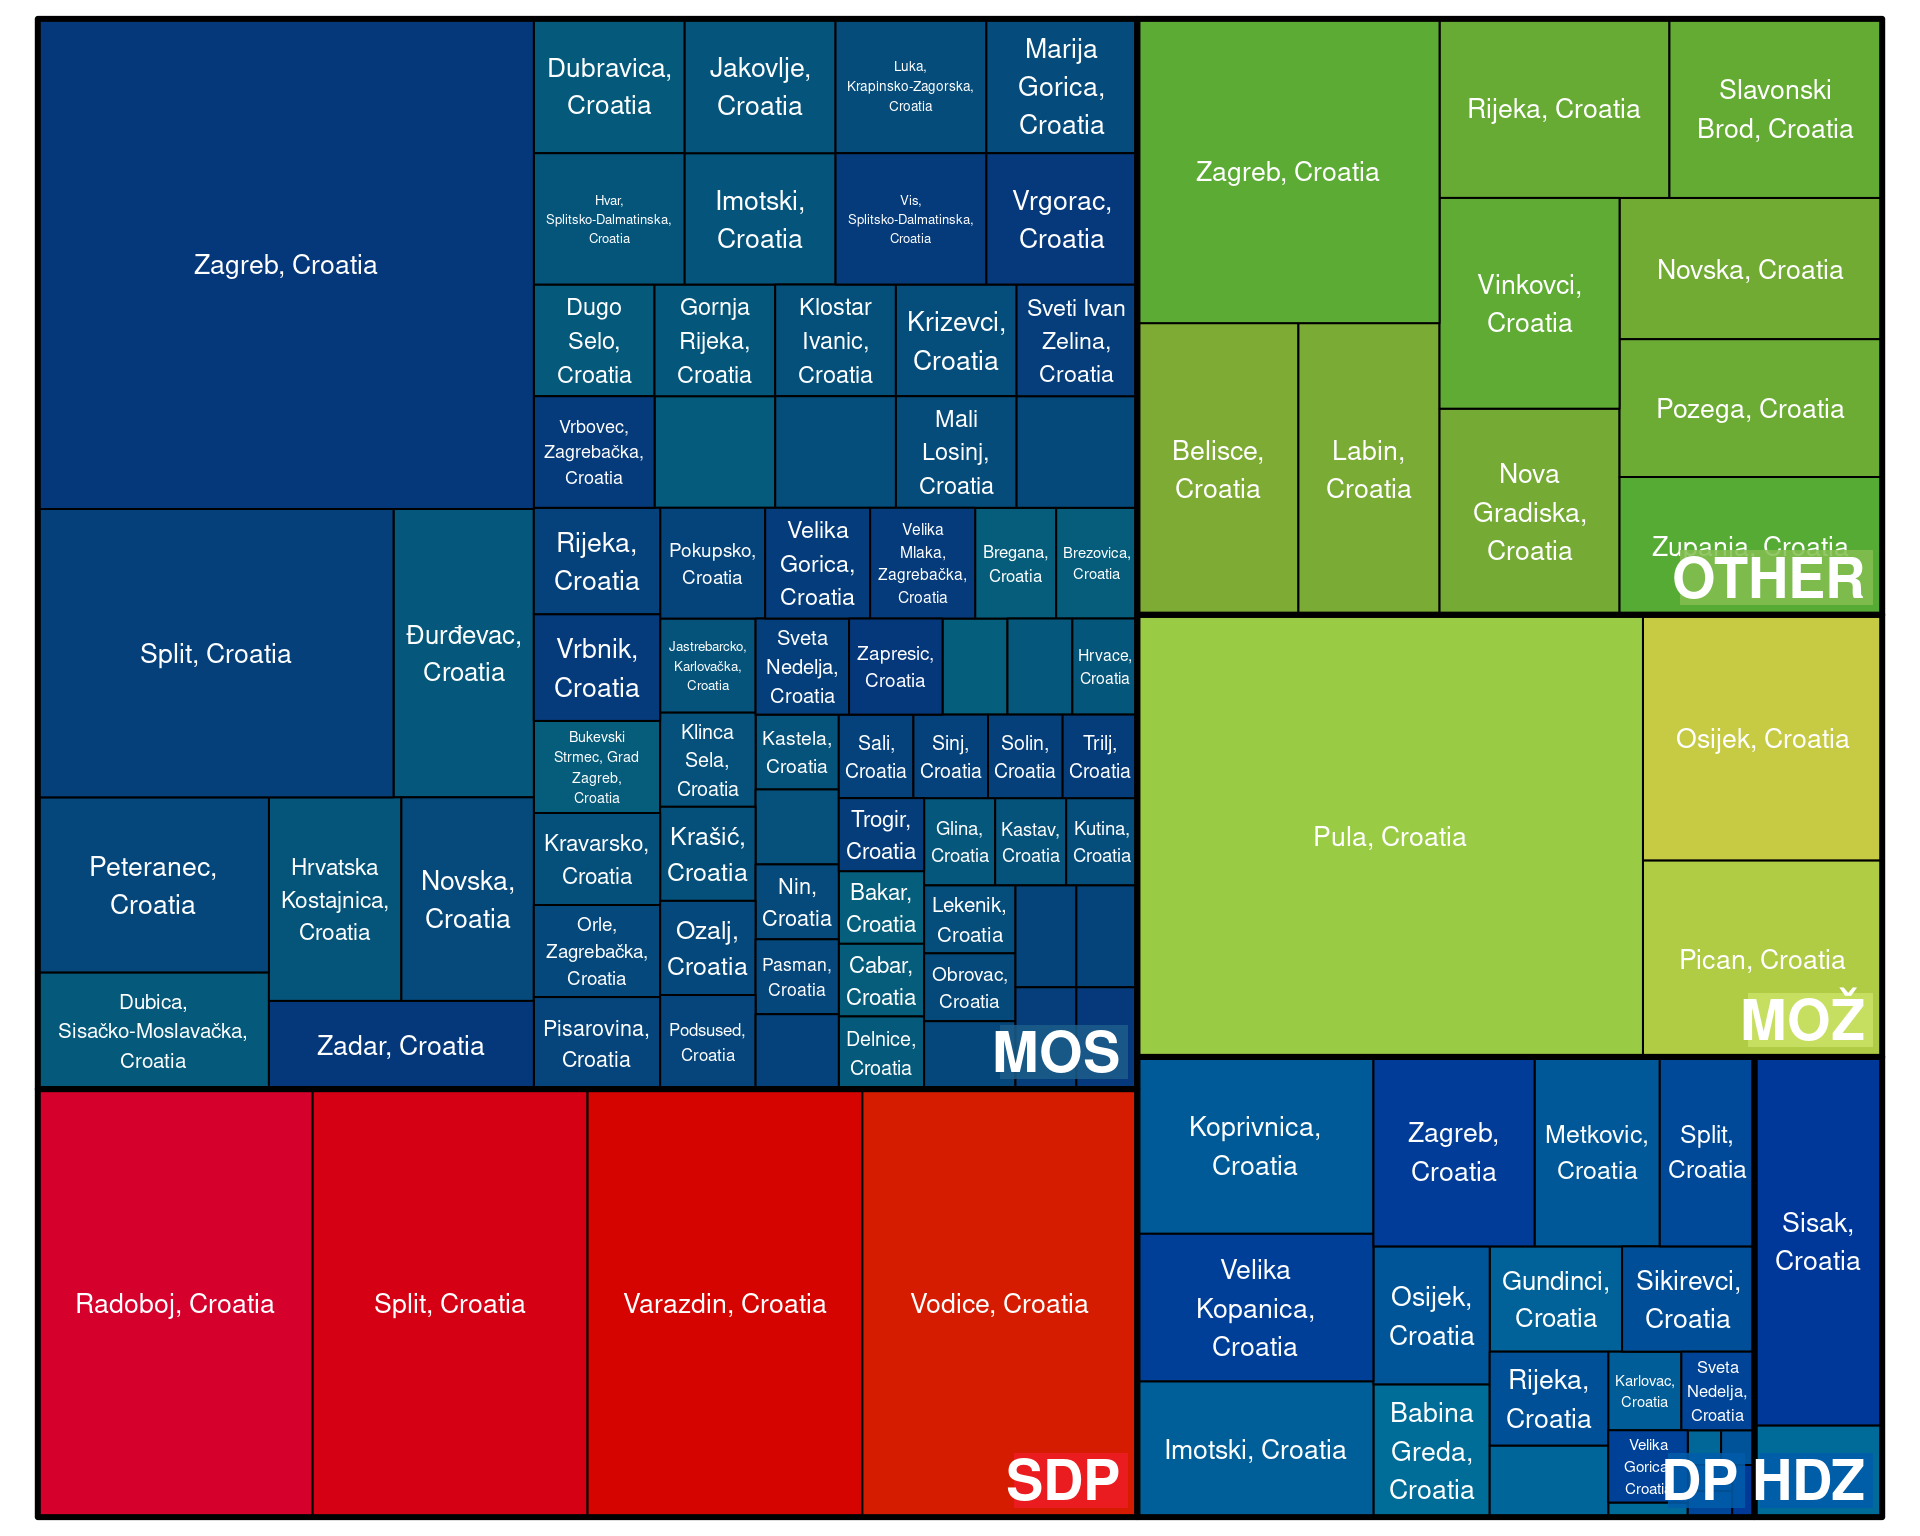 Zagreb, Croatia
Dubravica,
Croatia
Jakovlje,
Croatia
Luka,
Krapinsko-Zagorska,
Croatia
Marija
Gorica,
Croatia
Hvar,
Splitsko-Dalmatinska,
Croatia
Imotski,
Croatia
Vis,
Splitsko-Dalmatinska,
Croatia
Vrgorac,
Croatia
Dugo
Selo,
Croatia
Gornja
Rijeka,
Croatia
Klostar
Ivanic,
Croatia
Krizevci,
Croatia
Sveti Ivan
Zelina,
Croatia
Vrbovec,
Zagrebačka,
Croatia
Mali
Losinj,
Croatia
Split, Croatia
Đurđevac,
Croatia
Rijeka,
Croatia
Pokupsko,
Croatia
Velika
Gorica,
Croatia
Velika
Mlaka,
Zagrebačka,
Croatia
Bregana,
Croatia
Brezovica,
Croatia
Vrbnik,
Croatia
Jastrebarcko,
Karlovačka,
Croatia
Sveta
Nedelja,
Croatia
Zapresic,
Croatia
Hrvace,
Croatia
Bukevski
Strmec, Grad
Zagreb,
Croatia
Klinca
Sela,
Croatia
Kastela,
Croatia
Sali,
Croatia
Sinj,
Croatia
Solin,
Croatia
Trilj,
Croatia
Peteranec,
Croatia
Hrvatska
Kostajnica,
Croatia
Novska,
Croatia
Kravarsko,
Croatia
Krašić,
Croatia
Trogir,
Croatia
Glina,
Croatia
Kastav,
Croatia
Kutina,
Croatia
Nin,
Croatia
Bakar,
Croatia
Lekenik,
Croatia
Orle,
Zagrebačka,
Croatia
Ozalj,
Croatia
Pasman,
Croatia
Cabar,
Croatia
Obrovac,
Croatia
Dubica,
Sisačko-Moslavačka,
Croatia
Zadar, Croatia
Pisarovina,
Croatia
Podsused,
Croatia
Delnice,
Croatia
MOS
Radoboj, Croatia
Split, Croatia
Varazdin, Croatia
Vodice, Croatia
SDP
Zagreb, Croatia
Rijeka, Croatia
Slavonski
Brod, Croatia
Vinkovci,
Croatia
Novska, Croatia
Pozega, Croatia
Belisce,
Croatia
Labin,
Croatia
Nova
Gradiska,
Croatia
Zupanja, Croatia
OTHER
Pula, Croatia
Osijek, Croatia
Pican, Croatia
MOŽ
Koprivnica,
Croatia
Zagreb,
Croatia
Metkovic,
Croatia
Split,
Croatia
Velika
Kopanica,
Croatia
Osijek,
Croatia
Gundinci,
Croatia
Sikirevci,
Croatia
Imotski, Croatia
Babina
Greda,
Croatia
Rijeka,
Croatia
Karlovac,
Croatia
Sveta
Nedelja,
Croatia
Velika
Gorica,
Croatia
DP
Sisak,
Croatia
HDZ